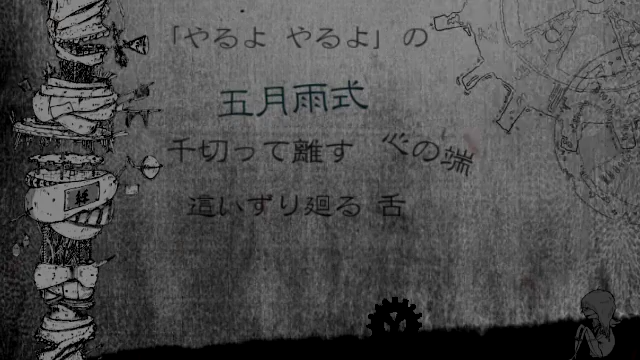 「やるよ やるよ」の
五月雨式
千切って離す 心の端
這いずり廻る 舌